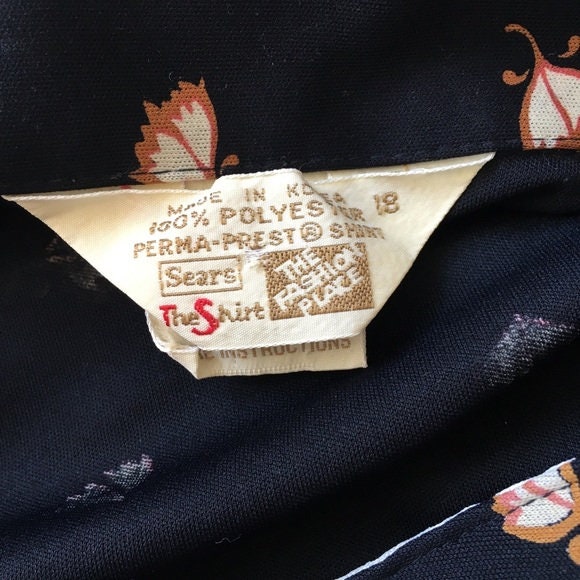 MADE IN KOREA
100% POLYESTER 18
PERMA-PREST® SHIRT
Sears
The Shirt
THE
FASHION
PLACE
INSTRUCTIONS